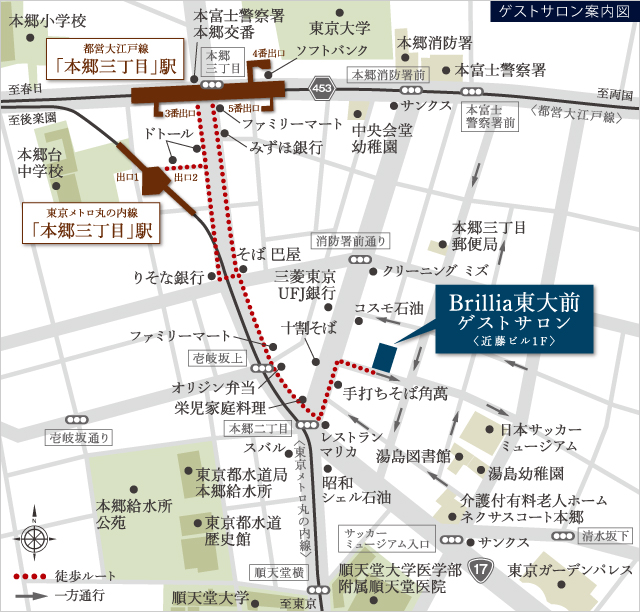 ゲストサロン案内図
本郷小学校
都営大江戸線
「本郷三丁目」駅
本富士警察署
本郷交番
東京大学
4番出口
ソフトバンク
本郷
三丁目
本郷消防署
本富士警察署
本郷消防署前
至春日
453
至両国
〈都営大江戸線〉
至後楽園
3番出口
5番出口
ファミリーマート
みずほ銀行
ドトール
サンクス
本富士
警察署前
中央会堂
幼稚園
本郷台
中学校
出口1
出口2
東京メトロ丸の内線
「本郷三丁目」駅
本郷三丁目
郵便局
消防署前通り
クリーニング ミズ
そば 巴屋
りそな銀行
三菱東京
UFJ銀行
コスモ石油
Brillia東大前
ゲストサロン
〈近藤ビル1F〉
十割そば
ファミリーマート
壱岐坂上
オリジン弁当
栄児家庭料理
手打ちそば角萬
本郷二丁目
壱岐坂通り
スバル
レストラン
マリカ
日本サッカー
ミュージアム
湯島図書館
湯島幼稚園
東京都水道局
本郷給水所
昭和
シェル石油
本郷給水所
公苑
東京都水道
歴史館
〈東京メトロ丸の内線〉
介護付有料老人ホーム
ネクサスコート本郷
サッカー
ミュージアム入口
サンクス
清水坂下
順天堂横
順天堂大学医学部
附属順天堂医院
17
東京ガーデンパレス
順天堂大学
至東京
N
徒歩ルート
一方通行